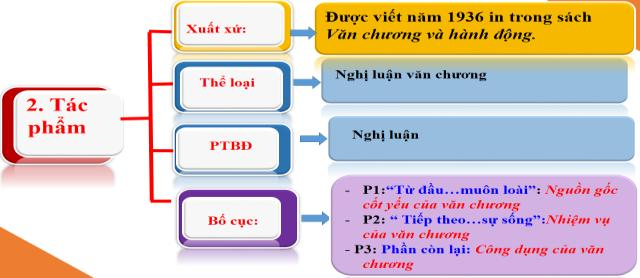 2. Tác
phẩm
Xuất xứ:
Được viết năm 1936 in trong sách
Văn chương và hành động.
Thể loại
Nghị luận văn chương
PTBĐ
Nghị luận
Bố cục:
- P1:“Từ đầu…muôn loài”: Nguồn gốc
cốt yếu của văn chương
- P2: “ Tiếp theo…sự sống”:Nhiệm vụ
của văn chương
- P3: Phần còn lại: Công dụng của văn
chương